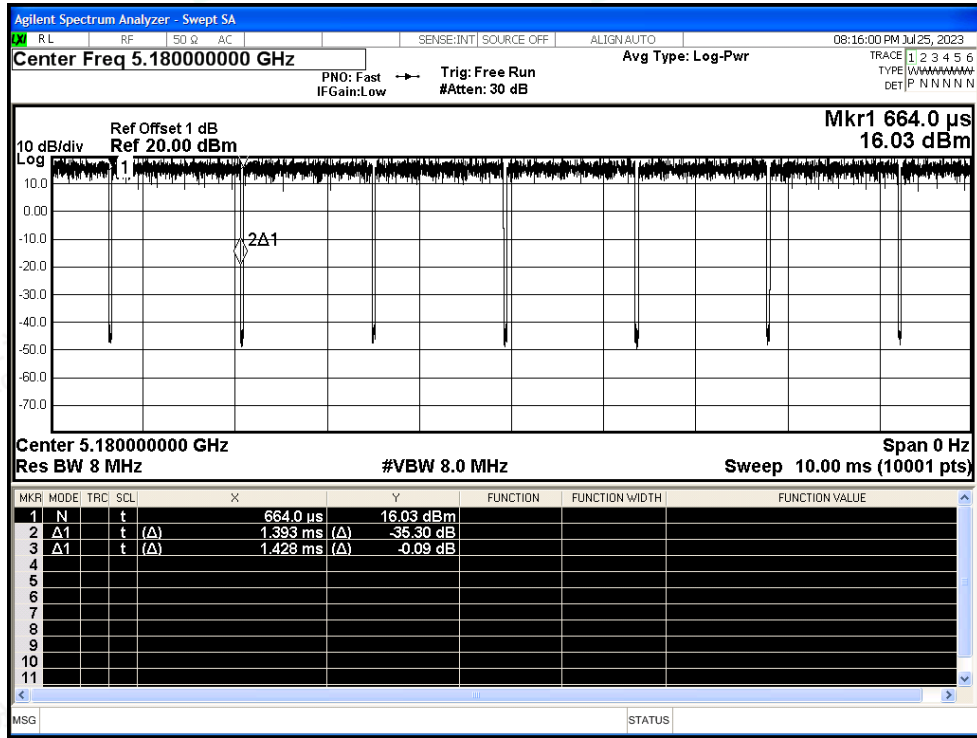 Agilent Spectrum Analyzer - Swept SA
LXI RL RF 50 Ω AC SENSE:INT SOURCE OFF ALIGN AUTO 08:16:00 PM Jul 25, 2023
Center Freq 5.180000000 GHz Avg Type: Log-Pwr TRACE 1 2 3 4 5 6
PNO: Fast Trig: Free Run TYPE
IFGain:Low #Atten: 30 dB DET P N N N N N
Mkr1 664.0 µs
16.03 dBm
Ref Offset 1 dB
10 dB/div Ref 20.00 dBm
Log
1
10.0
0.00
-10.0
2Δ1
-20.0
-30.0
-40.0
-50.0
-60.0
-70.0
Center 5.180000000 GHz Span 0 Hz
Res BW 8 MHz #VBW 8.0 MHz Sweep 10.00 ms (10001 pts)
MKR MODE TRC SCL X Y FUNCTION FUNCTION WIDTH FUNCTION VALUE
1 N t 664.0 µs 16.03 dBm
2 Δ1 t (Δ) 1.393 ms (Δ) -35.30 dB
3 Δ1 t (Δ) 1.428 ms (Δ) -0.09 dB
4
5
6
7
8
9
10
11
MSG STATUS